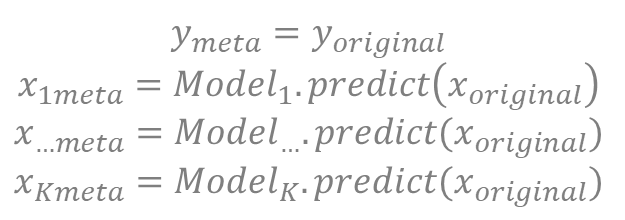 y_meta = y_original
x_1meta = Model_1.predict(x_original)
x_...meta = Model_....predict(x_original)
x_Kmeta = Model_K.predict(x_original)